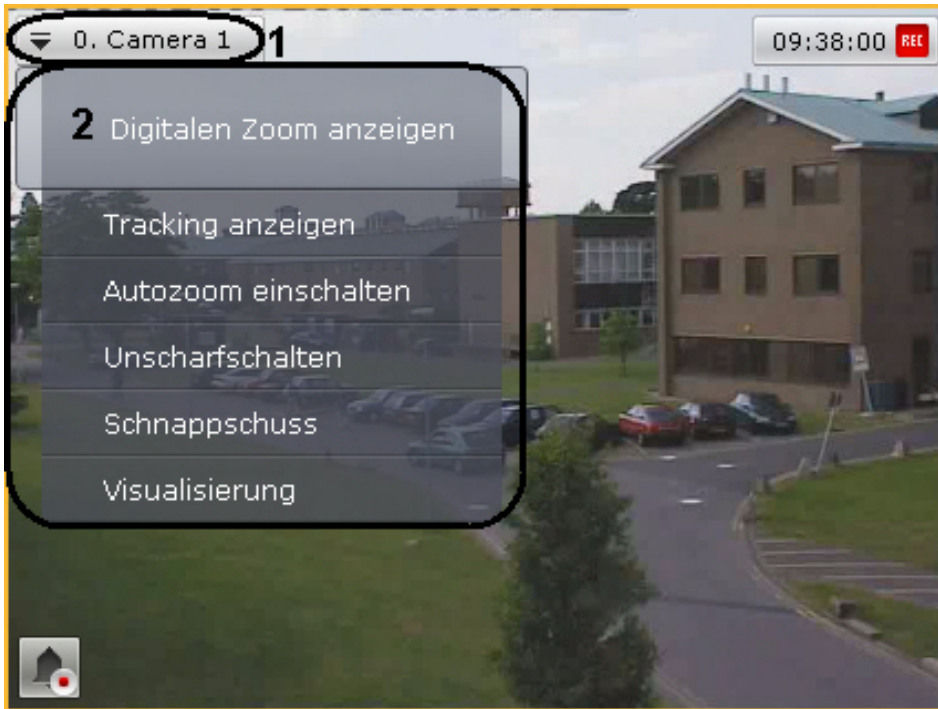 0. Camera 1
1
09:38:00 REC
2
Digitalen Zoom anzeigen
Tracking anzeigen
Autozoom einschalten
Unscharfschalten
Schnappschuss
Visualisierung